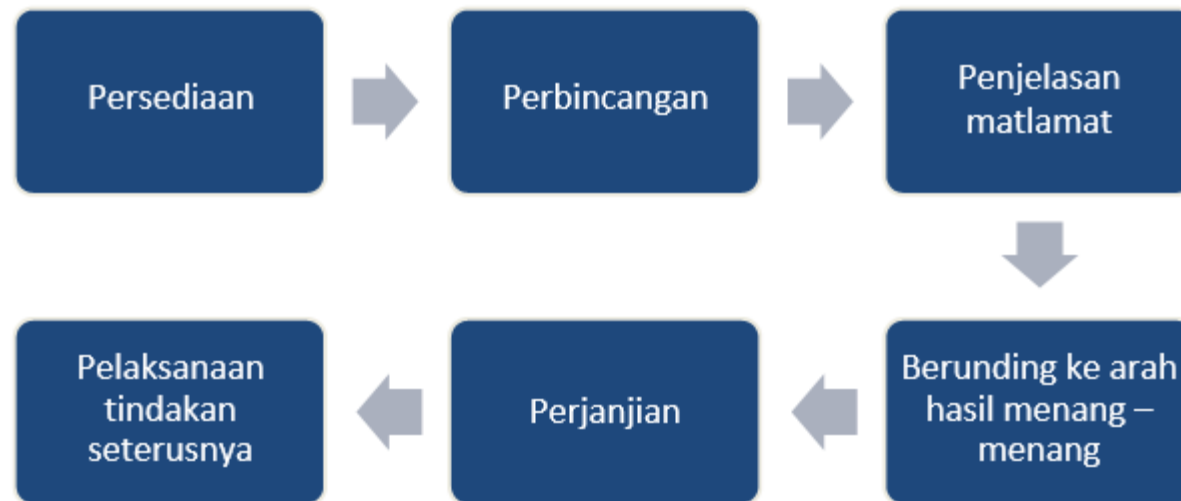 Persediaan
Perbincangan
Penjelasan
matlamat
Berunding ke arah
hasil menang –
menang
Perjanjian
Pelaksanaan
tindakan
seterusnya